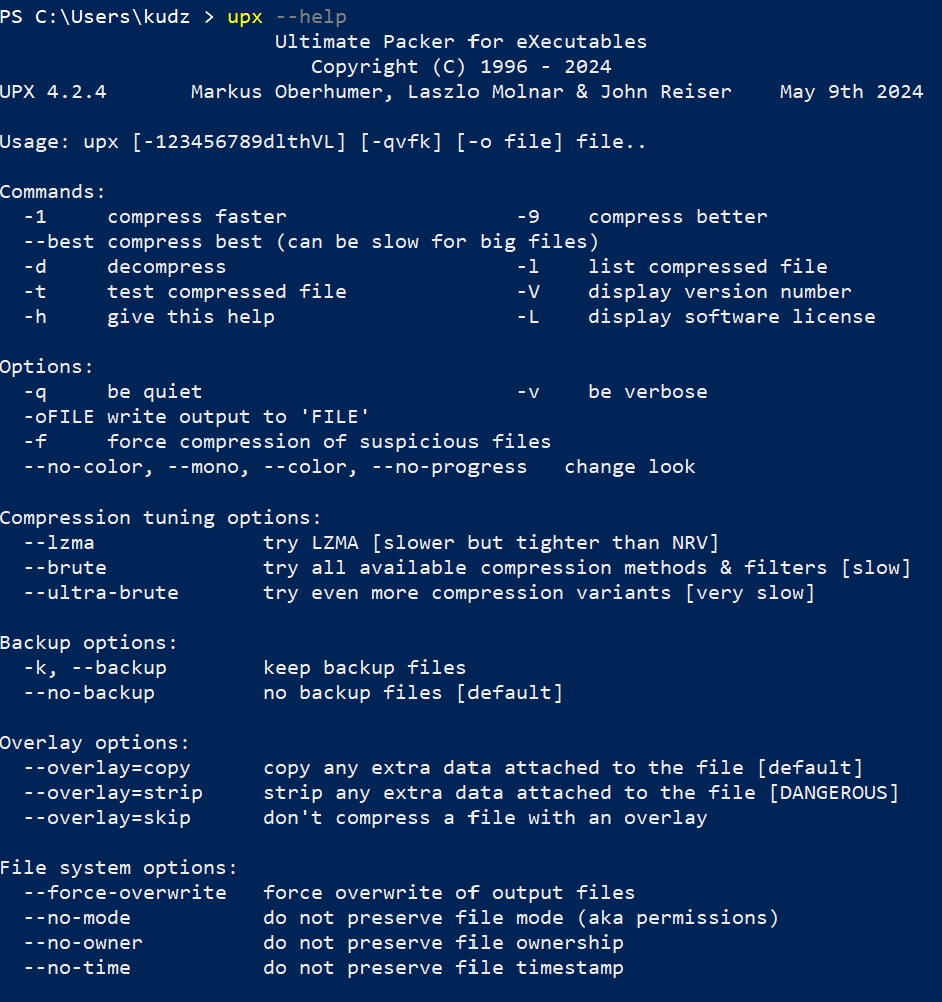 PS C:\Users\kudz > upx --help
Ultimate Packer for eXecutables
Copyright (C) 1996 - 2024
UPX 4.2.4       Markus Oberhumer, Laszlo Molnar & John Reiser    May 9th 2024
Usage: upx [-123456789dlthVL] [-qvfk] [-o file] file..
Commands:
  -1     compress faster                   -9    compress better
  --best compress best (can be slow for big files)
  -d     decompress                        -l    list compressed file
  -t     test compressed file              -V    display version number
  -h     give this help                    -L    display software license
Options:
  -q     be quiet                          -v    be verbose
  -oFILE write output to 'FILE'
  -f     force compression of suspicious files
  --no-color, --mono, --color, --no-progress   change look
Compression tuning options:
  --lzma              try LZMA [slower but tighter than NRV]
  --brute             try all available compression methods & filters [slow]
  --ultra-brute       try even more compression variants [very slow]
Backup options:
  -k, --backup        keep backup files
  --no-backup         no backup files [default]
Overlay options:
  --overlay=copy      copy any extra data attached to the file [default]
  --overlay=strip     strip any extra data attached to the file [DANGEROUS]
  --overlay=skip      don't compress a file with an overlay
File system options:
  --force-overwrite   force overwrite of output files
  --no-mode           do not preserve file mode (aka permissions)
  --no-owner          do not preserve file ownership
  --no-time           do not preserve file timestamp